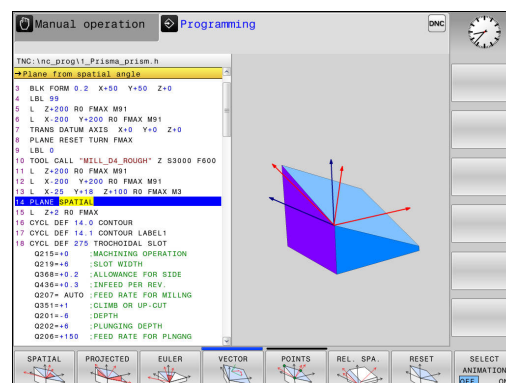 Manual operation
Programming
DNC
TNC:\nc_prog\1_Prisma_prism.h
→Plane from spatial angle
3 BLK FORM 0.2 X+50 Y+50 Z+0
4 LBL 99
5 L Z+200 R0 FMAX M91
6 L X-200 Y+200 R0 FMAX M91
7 TRANS DATUM AXIS X+0 Y+0 Z+0
8 PLANE RESET TURN FMAX
9 LBL 0
10 TOOL CALL "MILL_D4_ROUGH" Z S3000 F600
11 L Z+200 R0 FMAX M91
12 L X-200 Y+200 R0 FMAX M91
13 L X-25 Y+18 Z+100 R0 FMAX M3
14 PLANE SPATIAL
15 L Z+2 R0 FMAX
16 CYCL DEF 14.0 CONTOUR
17 CYCL DEF 14.1 CONTOUR LABEL1
18 CYCL DEF 275 TROCHOIDAL SLOT
Q215=+0 ;MACHINING OPERATION
Q219=+6 ;SLOT WIDTH
Q368=+0.2 ;ALLOWANCE FOR SIDE
Q436=+0.3 ;INFEED PER REV.
Q207= AUTO ;FEED RATE FOR MILLNG
Q351=+1 ;CLIMB OR UP-CUT
Q201=-6 ;DEPTH
Q202=+6 ;PLUNGING DEPTH
Q206=+150 ;FEED RATE FOR PLNGNG
SPATIAL PROJECTED EULER VECTOR POINTS REL. SPA. RESET SELECT
ANIMATION
OFF